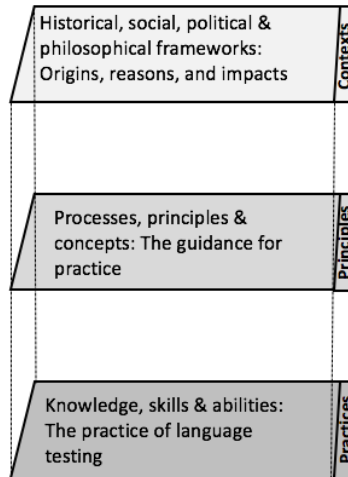 Historical, social, political &
philosophical frameworks:
Origins, reasons, and impacts
Contexts
Processes, principles &
concepts: The guidance for
practice
Principles
Knowledge, skills & abilities:
The practice of language
testing
Practices